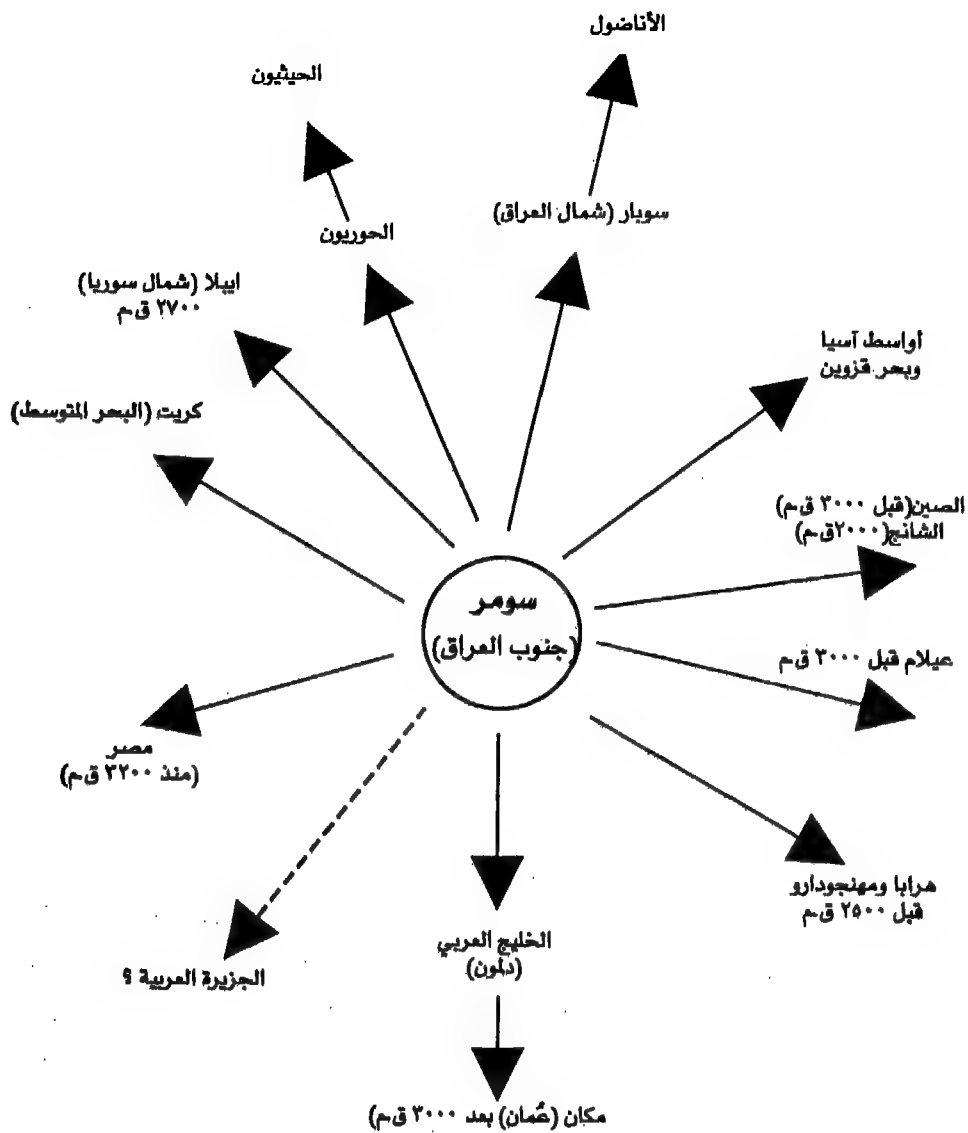 الأناضول
الحيثيون
سوبار (شمال العراق)
الحوريون
ايبلا (شمال سوريا)
٢٧٠٠ ق.م
أواسط آسيا
وبحر قزوين
كريت (البحر المتوسط)
الصين(قبل ٣٠٠٠ ق.م)
الشانج(٢٠٠٠ق.م)
سومر
(جنوب العراق)
عيلام قبل ٣٠٠٠ ق.م
مصر
(منذ ٣٢٠٠ ق.م)
هرابا ومهنجودارو
قبل ٢٥٠٠ ق.م
الخليج العربي
(دلمون)
الجزيرة العربية ؟
مكان (عُمان) بعد ٣٠٠٠ ق.م)